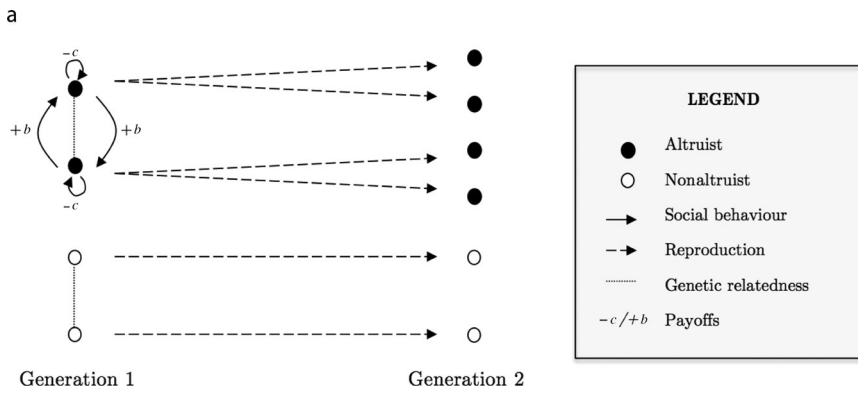 a
-c
+b
+b
-c
Generation 1
Generation 2
LEGEND
Altruist
Nonaltruist
Social behaviour
Reproduction
Genetic relatedness
-c/+b Payoffs